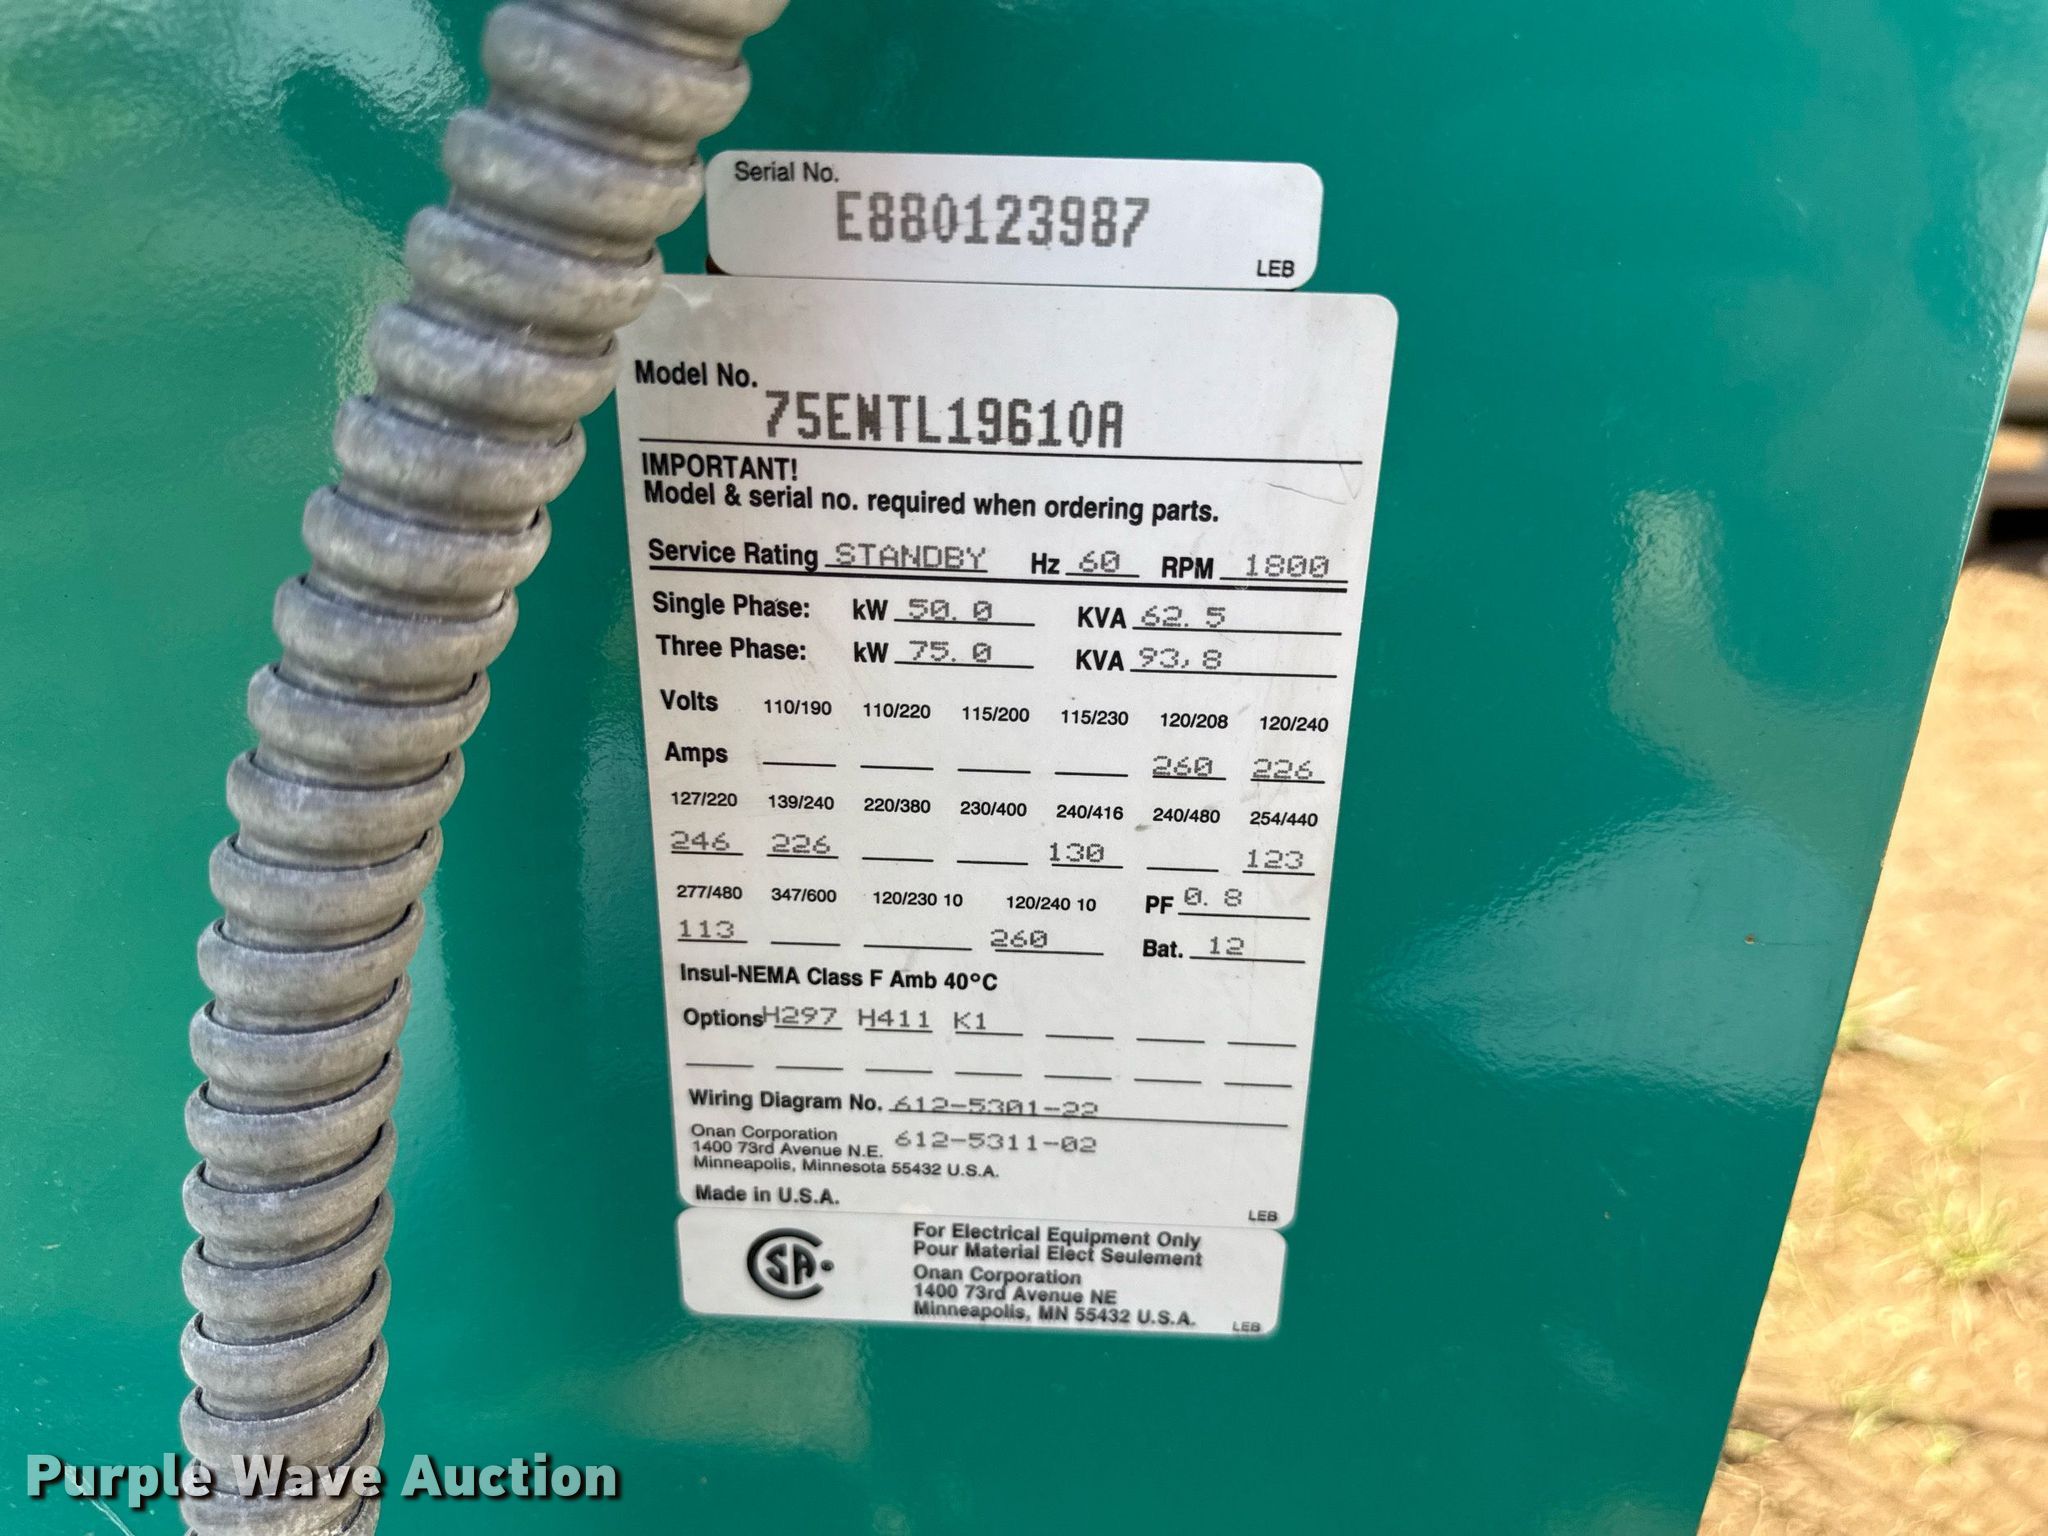 Serial No.
E880123987
LEB
Model No.
75ENTL19610A
IMPORTANT!
Model & serial no. required when ordering parts.
Service Rating STANDBY Hz 60 RPM 1800
Single Phase: kW 50.0 KVA 62.5
Three Phase: kW 75.0 KVA 93,8
Volts 110/190 110/220 115/200 115/230 120/208 120/240
Amps 260 226
127/220 139/240 220/380 230/400 240/416 240/480 254/440
246 226 130 123
277/480 347/600 120/230 10 120/240 10 PF 0.8
113 260 Bat. 12
Insul-NEMA Class F Amb 40°C
Options H297 H411 K1
Wiring Diagram No. 612-5301-22
612-5311-02
Onan Corporation
1400 73rd Avenue N.E.
Minneapolis, Minnesota 55432 U.S.A.
Made in U.S.A.
LEB
SA
For Electrical Equipment Only
Pour Material Elect Seulement
Onan Corporation
1400 73rd Avenue NE
Minneapolis, MN 55432 U.S.A.
LEB
Purple Wave Auction